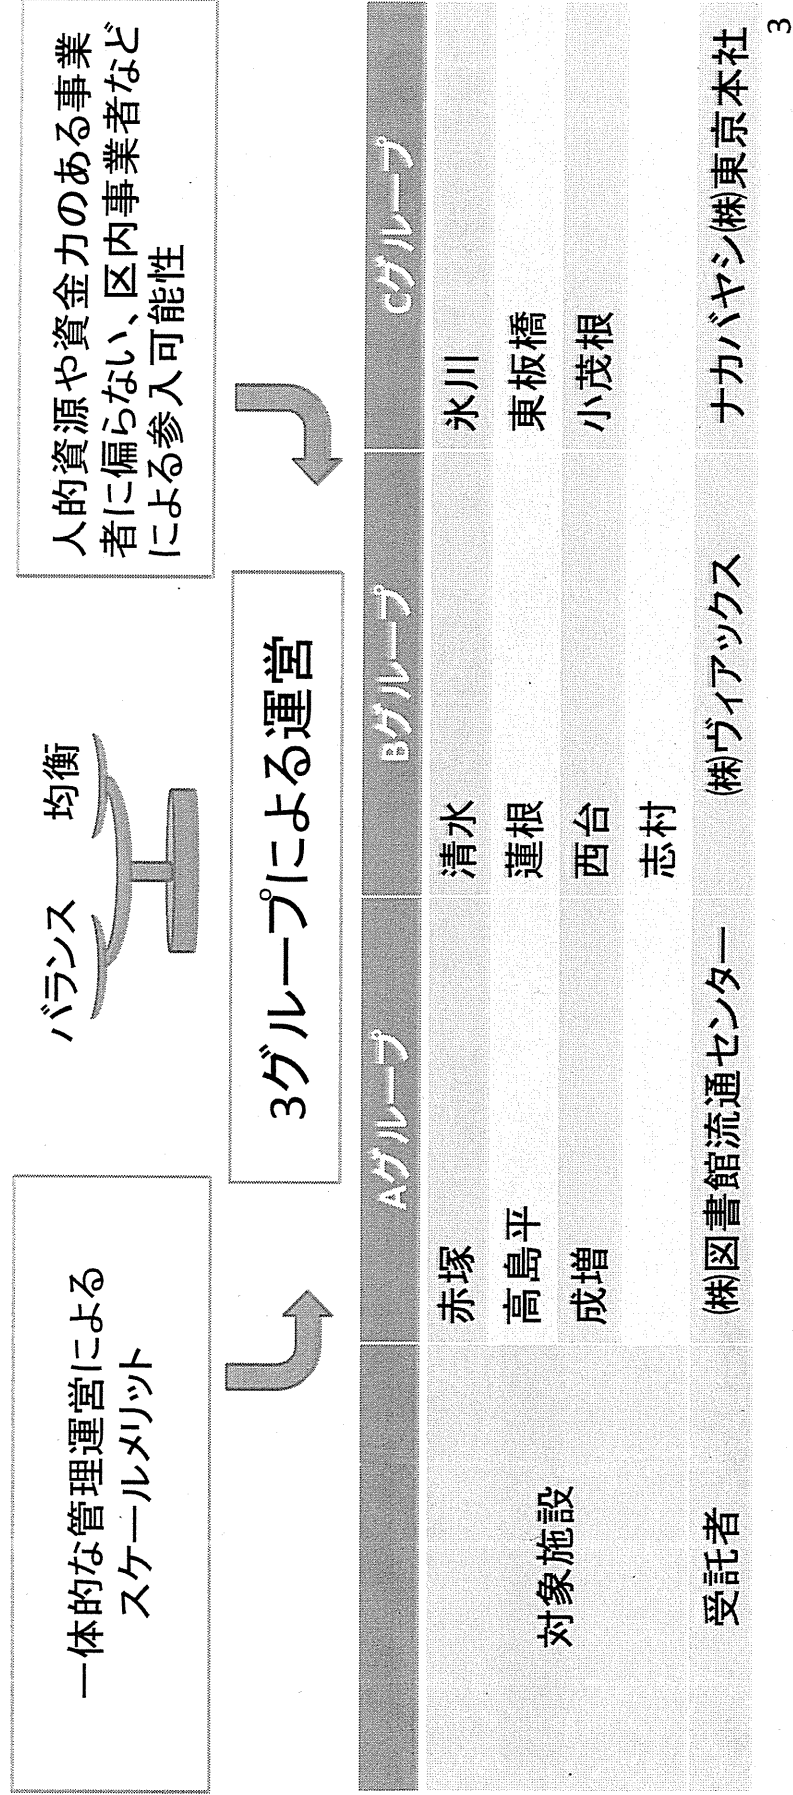 一体的な管理運営による
スケールメリット
バランス 均衡
人的資源や資金力のある事業
者に偏らない、区内事業者など
による参入可能性
3グループによる運営
Aグループ Bグループ Cグループ
対象施設
赤塚 清水 氷川
高島平 蓮根 東板橋
成増 西台 小茂根
志村
受託者 ㈱図書館流通センター ㈱ヴィアックス ナカバヤシ㈱東京本社
3